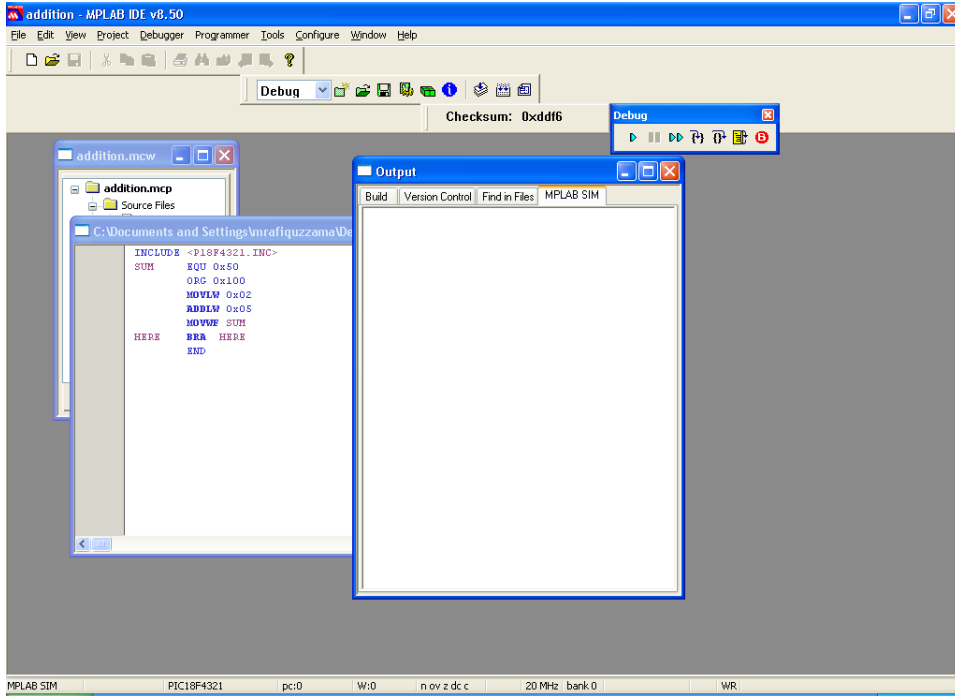 addition - MPLAB IDE v8.50
File Edit View Project Debugger Programmer Tools Configure Window Help
Debug
Checksum: 0xddf6
Debug
addition.mcw
addition.mcp
Source Files
C:\Documents and Settings\mrafiquzzama\De
INCLUDE <P18F4321.INC>
SUM EQU 0x50
ORG 0x100
MOVLW 0x02
ADDLW 0x05
MOVWF SUM
HERE BRA HERE
END
Output
Build Version Control Find in Files MPLAB SIM
MPLAB SIM PIC18F4321 pc:0 W:0 n ov z dc c 20 MHz bank 0 WR